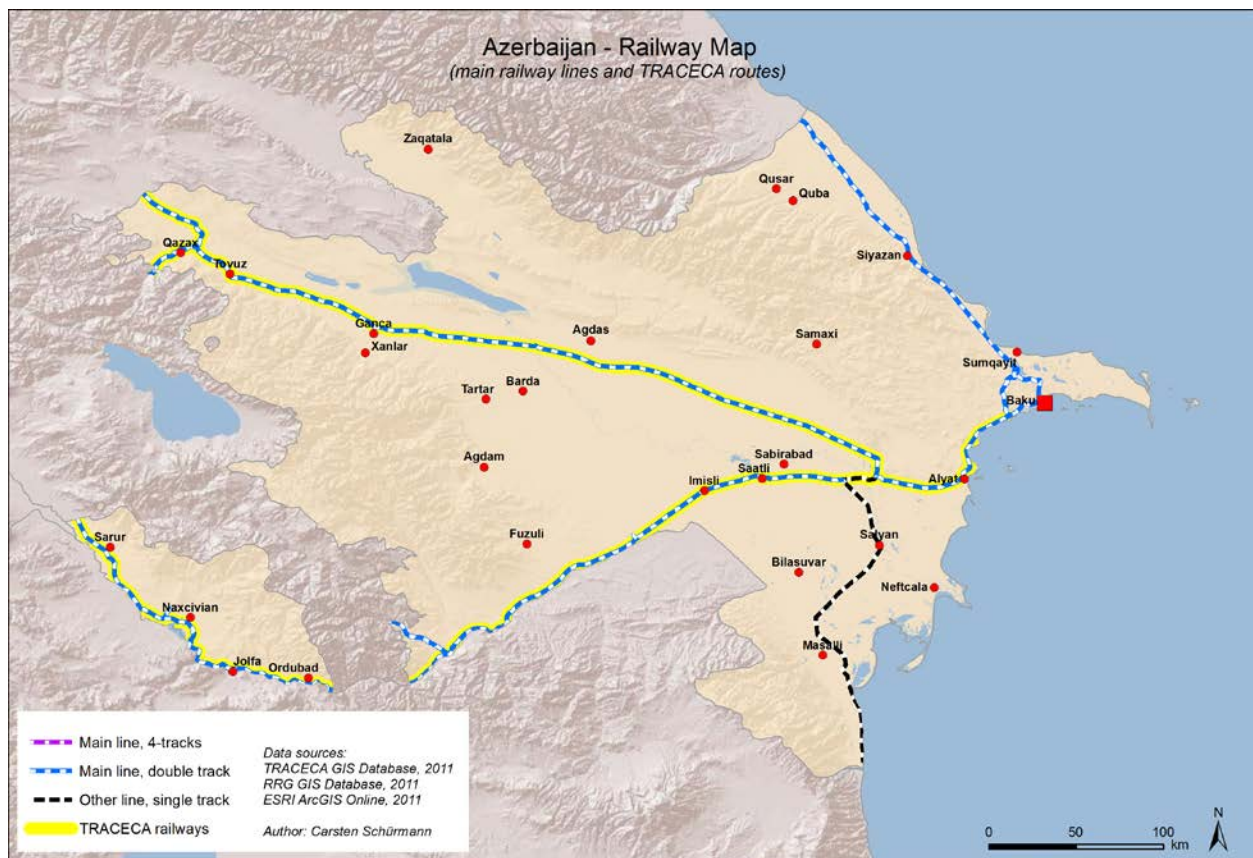 Azerbaijan - Railway Map
(main railway lines and TRACECA routes)
Zaqatala
Qusar
Quba
Qazax
Siyazan
Tovuz
Ganca
Agdas
Samaxi
Xanlar
Sumqayit
Tartar
Barda
Baku
Agdam
Sabirabad
Saatli
Imisli
Alyat
Sarur
Fuzuli
Salyan
Bilasuvar
Neftcala
Naxcivian
Masalli
Jolfa
Ordubad
Main line, 4-tracks
Main line, double track
Other line, single track
TRACECA railways
Data sources:
TRACECA GIS Database, 2011
RRG GIS Database, 2011
ESRI ArcGIS Online, 2011
Author: Carsten Schürmann
0 50 100
km
N